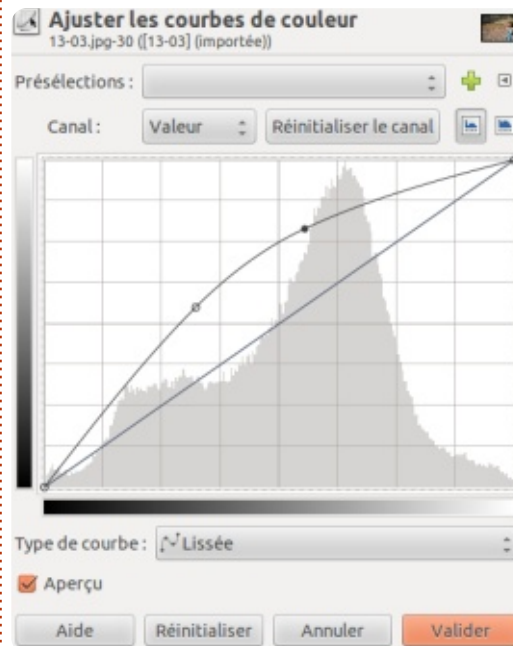 Ajuster les courbes de couleur
13-03.jpg-30 ([13-03] (importée))
Présélections :
Canal : Valeur Réinitialiser le canal
Type de courbe : Lissée
Aperçu
Aide Réinitialiser Annuler Valider